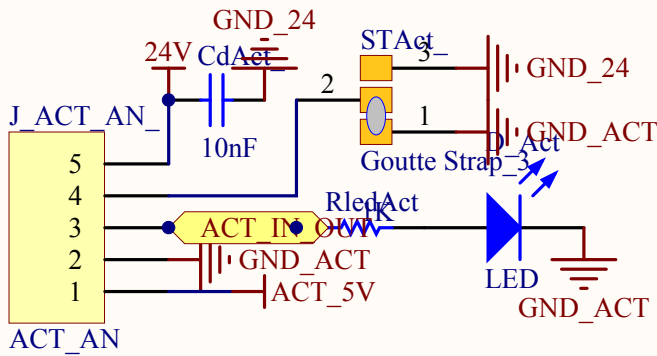 GND_24
24V
CdAct_
STAct_
3
GND_24
2
J_ACT_AN_
10nF
1
GND_ACT
D_Act
Goutte Strap_3
5
4
RledAct
1K
3
ACT_IN_OUT
2
GND_ACT
LED
1
ACT_5V
GND_ACT
ACT_AN